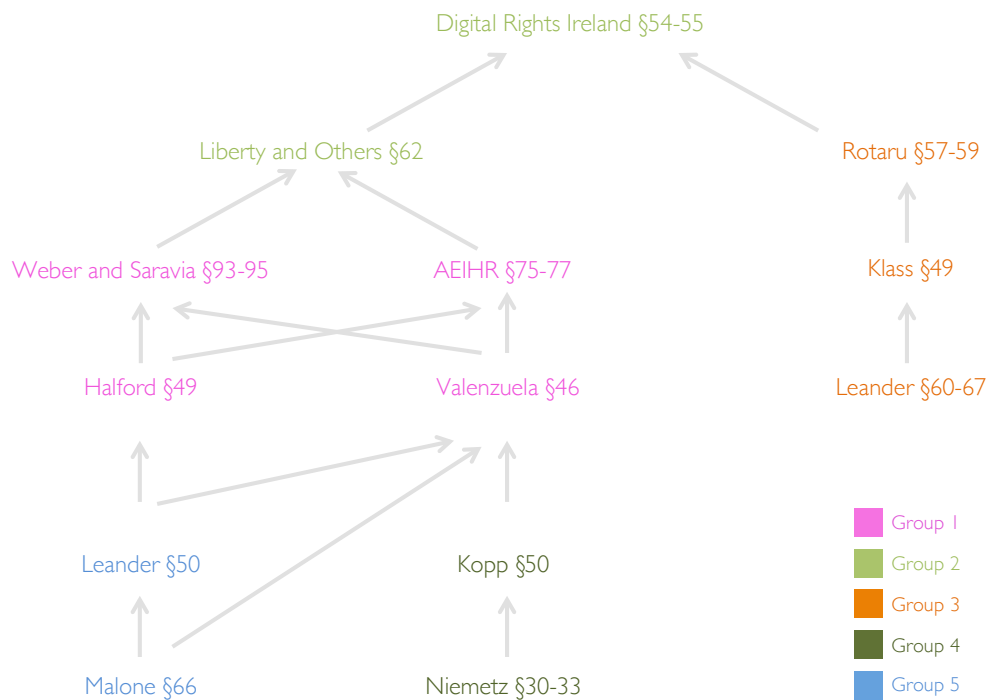 Digital Rights Ireland §54-55
Liberty and Others §62
Rotaru §57-59
Weber and Saravia §93-95
AEIHR §75-77
Klass §49
Halford §49
Valenzuela §46
Leander §60-67
Group 1
Leander §50
Kopp §50
Group 2
Group 3
Group 4
Malone §66
Niemetz §30-33
Group 5